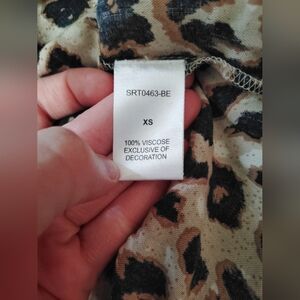 SRT0463-BE
XS
100% VISCOSE
EXCLUSIVE OF
DECORATION